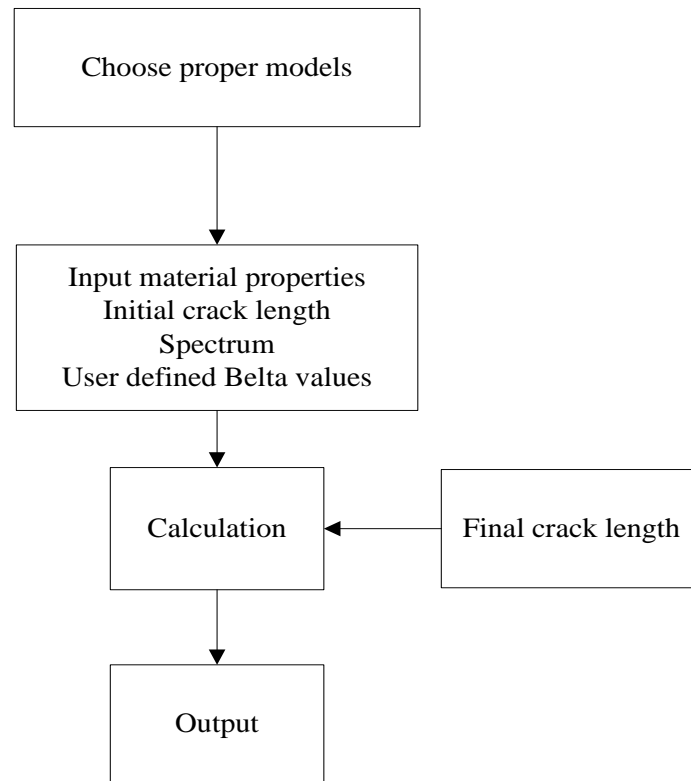 Choose proper models
Input material properties
Initial crack length
Spectrum
User defined Belta values
Calculation
Final crack length
Output